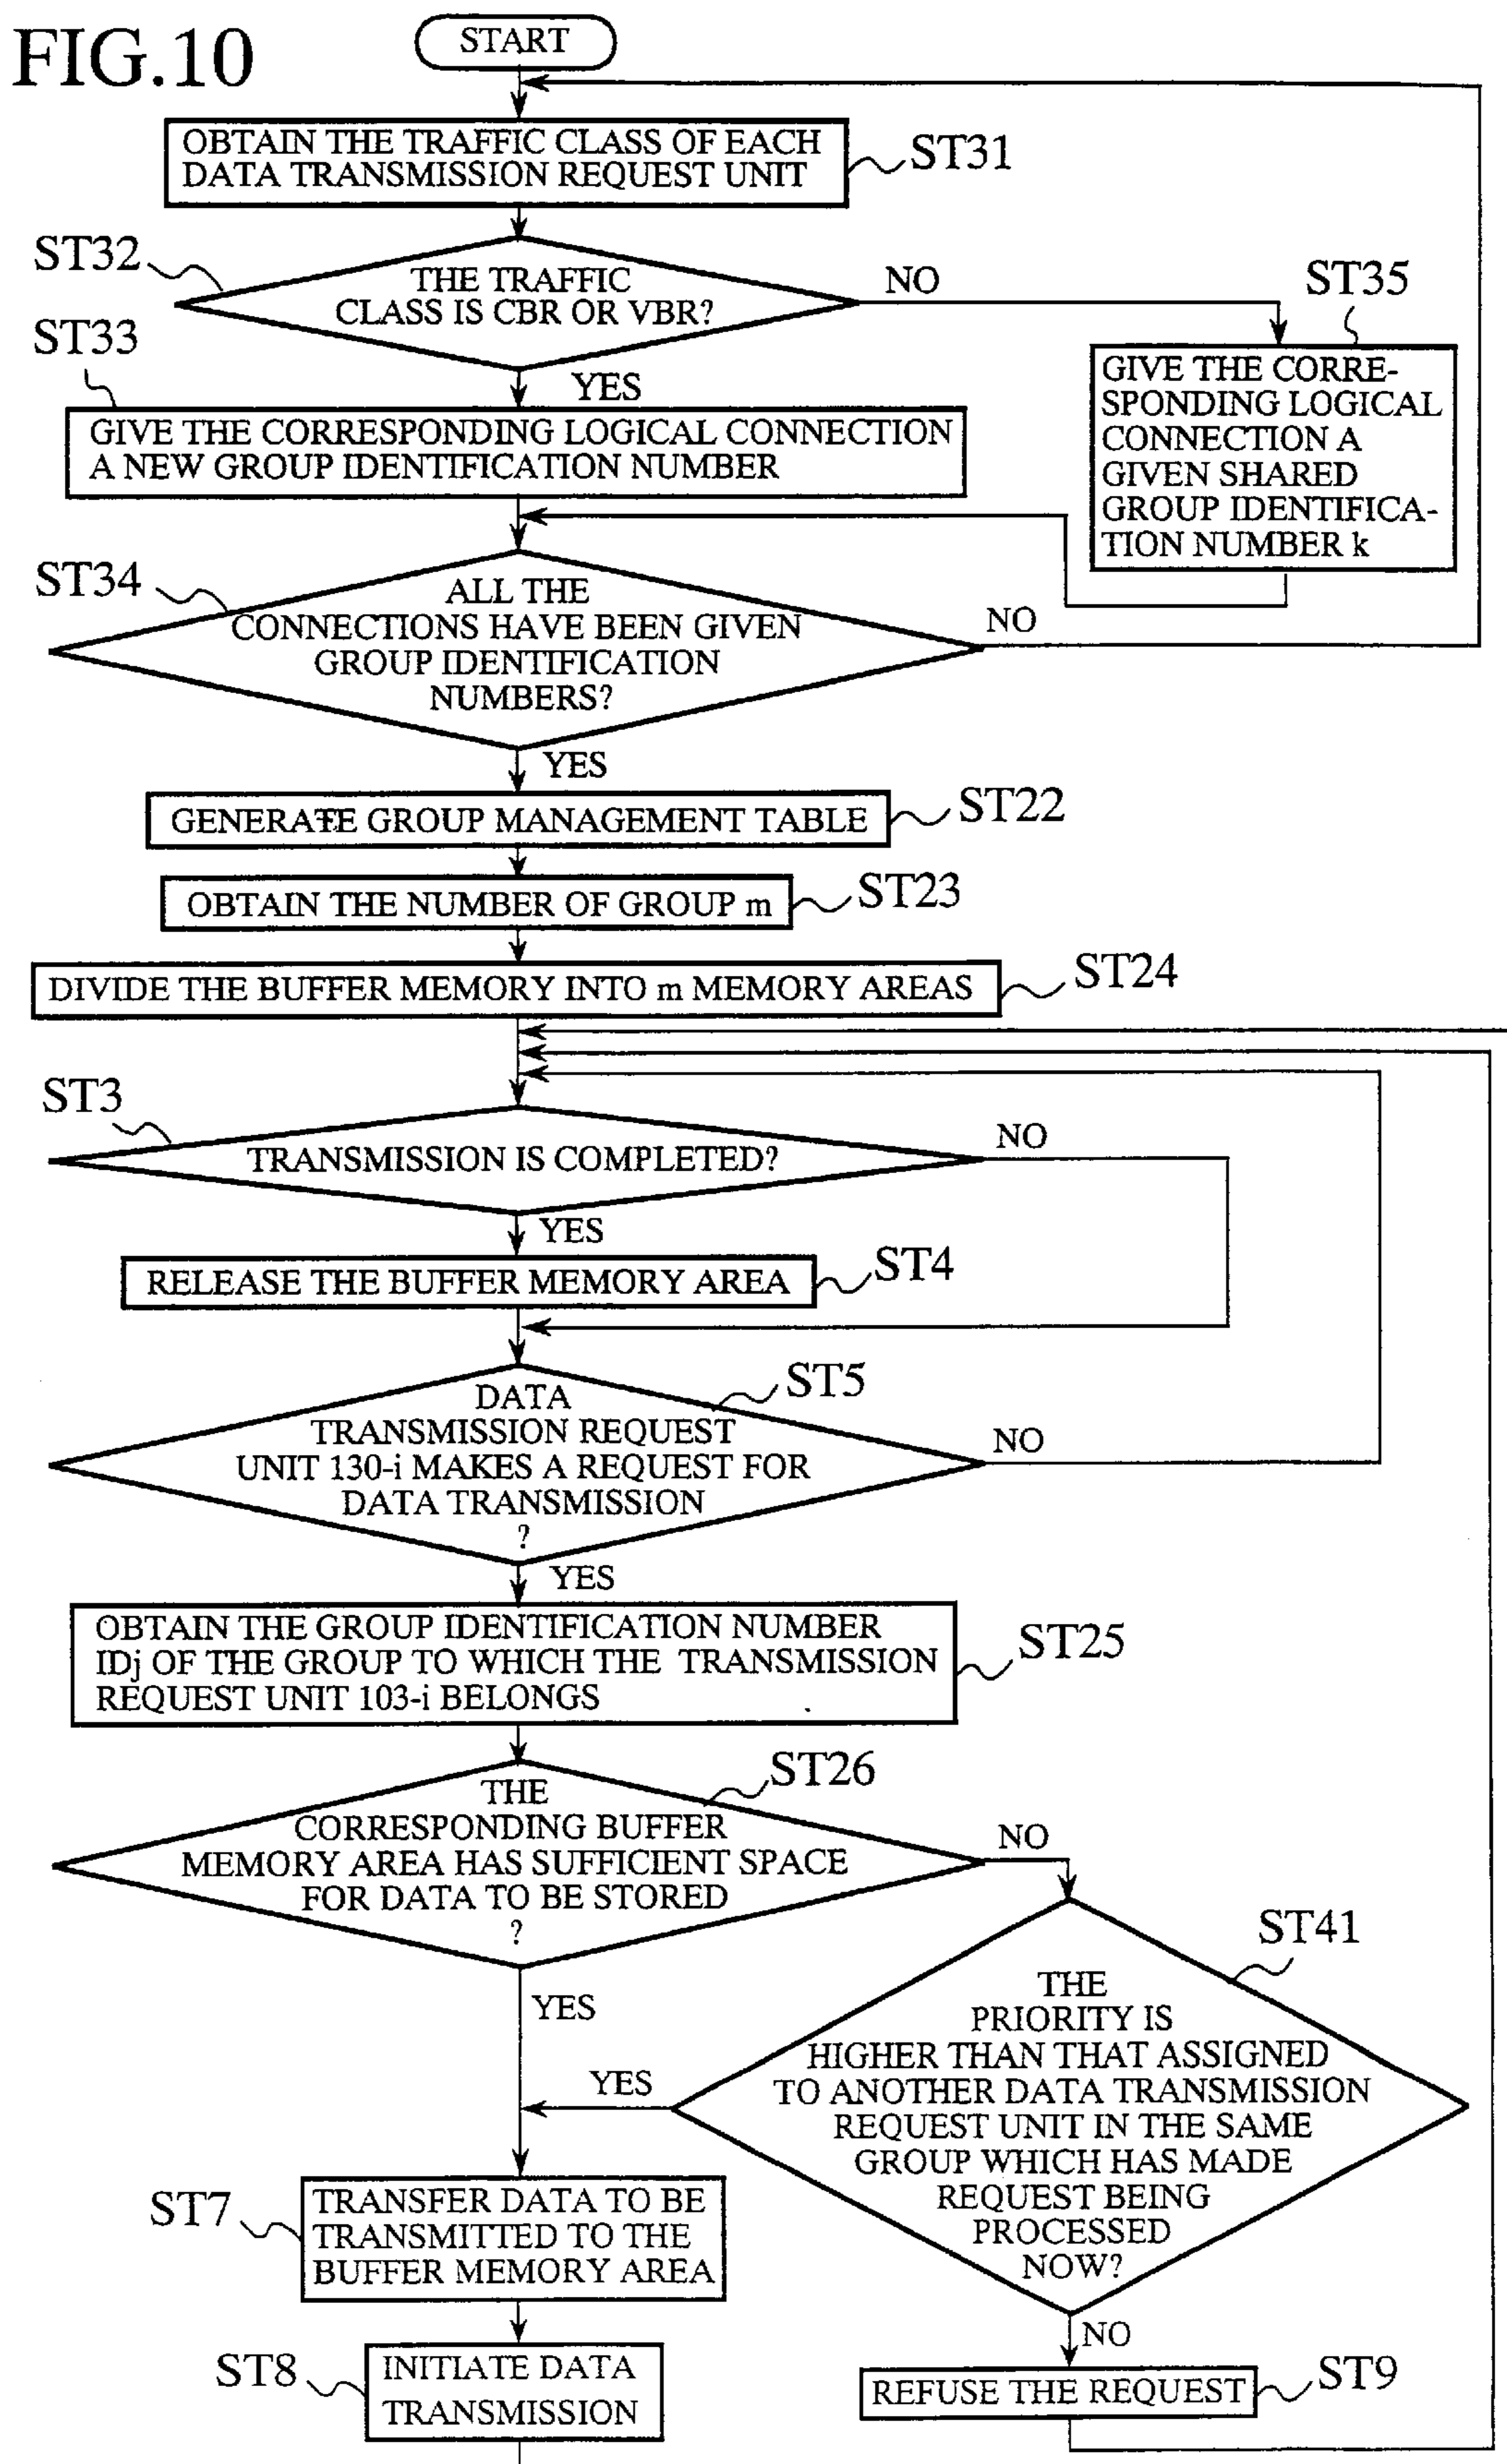 FIG.10
START
OBTAIN THE TRAFFIC CLASS OF EACH
DATA TRANSMISSION REQUEST UNIT
ST31
ST32
THE TRAFFIC
CLASS IS CBR OR VBR?
NO
ST35
ST33
YES
GIVE THE CORRE-
SPONDING LOGICAL
CONNECTION A
GIVEN SHARED
GROUP IDENTIFICA-
TION NUMBER k
GIVE THE CORRESPONDING LOGICAL CONNECTION
A NEW GROUP IDENTIFICATION NUMBER
ST34
ALL THE
CONNECTIONS HAVE BEEN GIVEN
GROUP IDENTIFICATION
NUMBERS?
NO
YES
GENERATE GROUP MANAGEMENT TABLE
ST22
OBTAIN THE NUMBER OF GROUP m
ST23
DIVIDE THE BUFFER MEMORY INTO m MEMORY AREAS
ST24
ST3
TRANSMISSION IS COMPLETED?
NO
YES
RELEASE THE BUFFER MEMORY AREA
ST4
ST5
DATA
TRANSMISSION REQUEST
UNIT 130-i MAKES A REQUEST FOR
DATA TRANSMISSION
?
NO
YES
OBTAIN THE GROUP IDENTIFICATION NUMBER
IDj OF THE GROUP TO WHICH THE TRANSMISSION
REQUEST UNIT 103-i BELONGS
ST25
ST26
THE
CORRESPONDING BUFFER
MEMORY AREA HAS SUFFICIENT SPACE
FOR DATA TO BE STORED
?
NO
YES
ST41
THE
PRIORITY IS
HIGHER THAN THAT ASSIGNED
TO ANOTHER DATA TRANSMISSION
REQUEST UNIT IN THE SAME
GROUP WHICH HAS MADE
REQUEST BEING
PROCESSED
NOW?
YES
NO
ST7
TRANSFER DATA TO BE
TRANSMITTED TO THE
BUFFER MEMORY AREA
ST8
INITIATE DATA
TRANSMISSION
REFUSE THE REQUEST
ST9